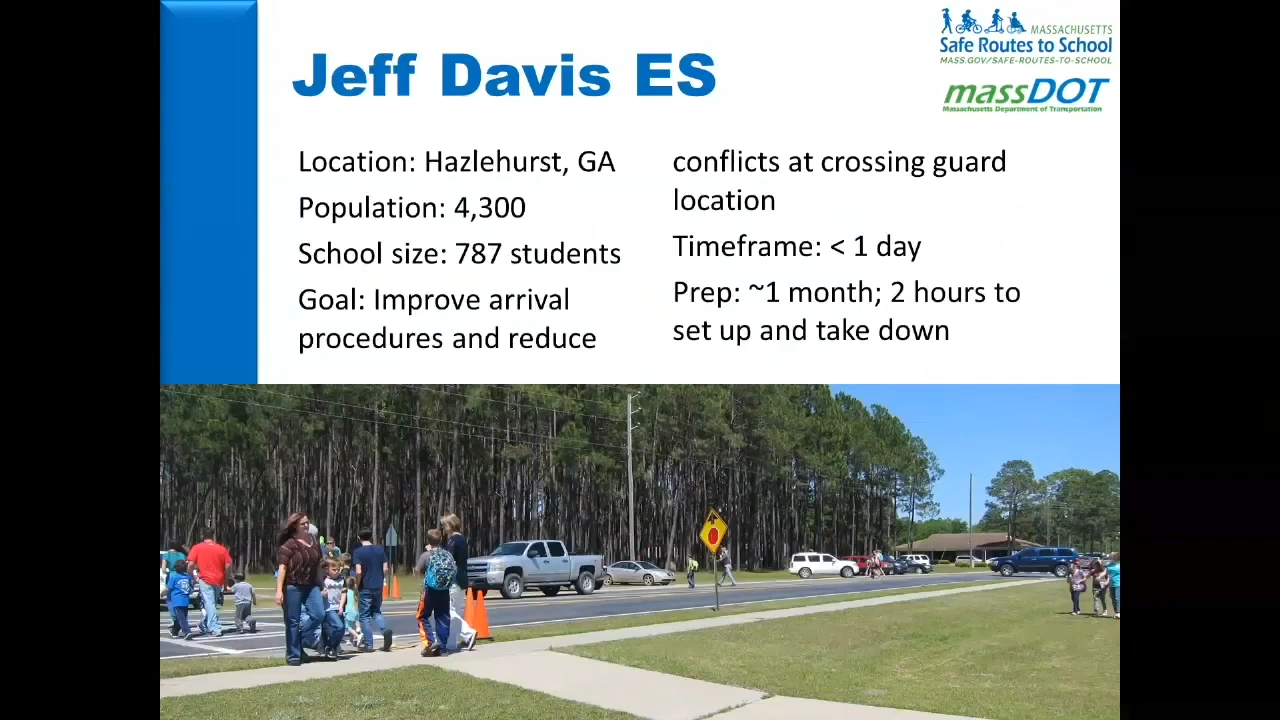 Jeff Davis ES
MASSACHUSETTS
Safe Routes to School
MASS.GOV/SAFE-ROUTES-TO-SCHOOL
massDOT
Massachusetts Department of Transportation
Location: Hazlehurst, GA
Population: 4,300
School size: 787 students
Goal: Improve arrival
procedures and reduce
conflicts at crossing guard
location
Timeframe: < 1 day
Prep: ~1 month; 2 hours to
set up and take down